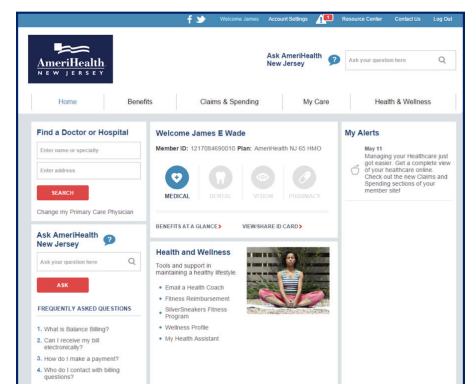 Welcome James Account Settings 1 Resource Center Contact Us Log Out
AmeriHealth
NEW JERSEY
Ask AmeriHealth
New Jersey
?
Ask your question here
Home Benefits Claims & Spending My Care Health & Wellness
Find a Doctor or Hospital
Enter name or specialty
Enter address
SEARCH
Change my Primary Care Physician
Ask AmeriHealth
New Jersey
?
Ask your question here
ASK
FREQUENTLY ASKED QUESTIONS
1. What is Balance Billing?
2. Can I receive my bill
electronically?
3. How do I make a payment?
4. Who do I contact with billing
questions?
Welcome James E Wade
Member ID: 1217084690010 Plan: AmeriHealth NJ 65 HMO
MEDICAL DENTAL VISION PHARMACY
BENEFITS AT A GLANCE > VIEW/SHARE ID CARD >
Health and Wellness
Tools and support in
maintaining a healthy lifestyle.
• Email a Health Coach
• Fitness Reimbursement
• SilverSneakers Fitness
Program
• Wellness Profile
• My Health Assistant
My Alerts
May 11
Managing your Healthcare just
got easier. Get a complete view
of your healthcare online.
Check out the new Claims and
Spending sections of your
member site!